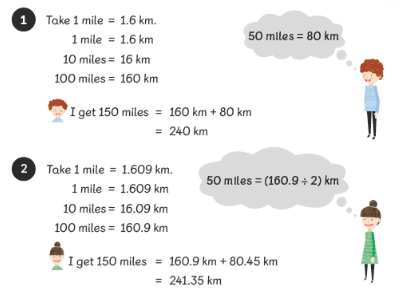 1
Take 1 mile = 1.6 km.
1 mile = 1.6 km
10 miles = 16 km
100 miles = 160 km
50 miles = 80 km
I get 150 miles = 160 km + 80 km
= 240 km
2
Take 1 mile = 1.609 km.
1 mile = 1.609 km
10 miles = 16.09 km
100 miles = 160.9 km
50 miles = (160.9 ÷ 2) km
I get 150 miles = 160.9 km + 80.45 km
= 241.35 km